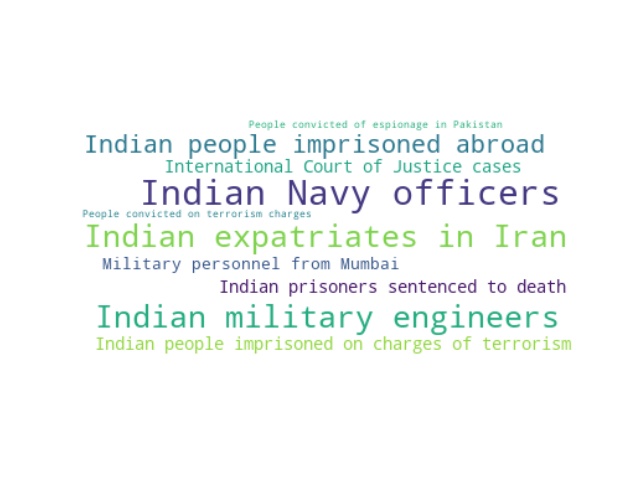 People convicted of espionage in Pakistan
Indian people imprisoned abroad
International Court of Justice cases
Indian Navy officers
People convicted on terrorism charges
Indian expatriates in Iran
Military personnel from Mumbai
Indian prisoners sentenced to death
Indian military engineers
Indian people imprisoned on charges of terrorism